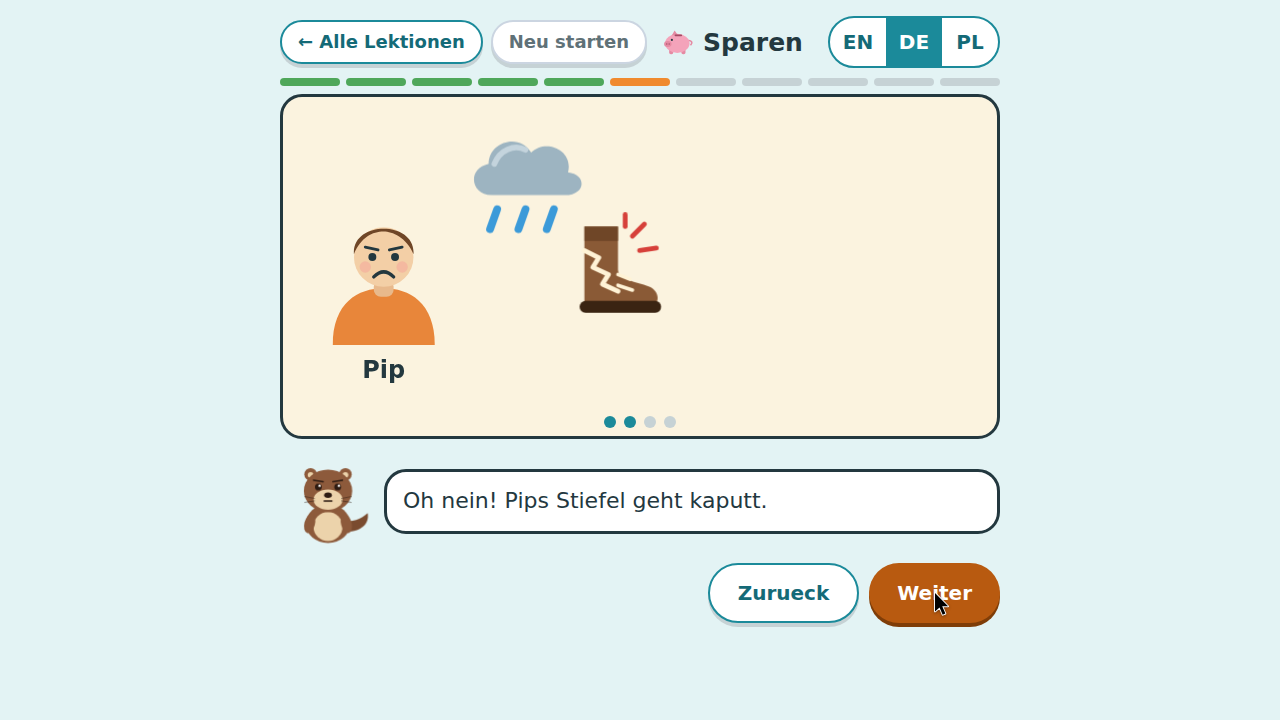 ← Alle Lektionen
Neu starten
Sparen
EN
DE
PL
Pip
Oh nein! Pips Stiefel geht kaputt.
Zurueck
Weiter